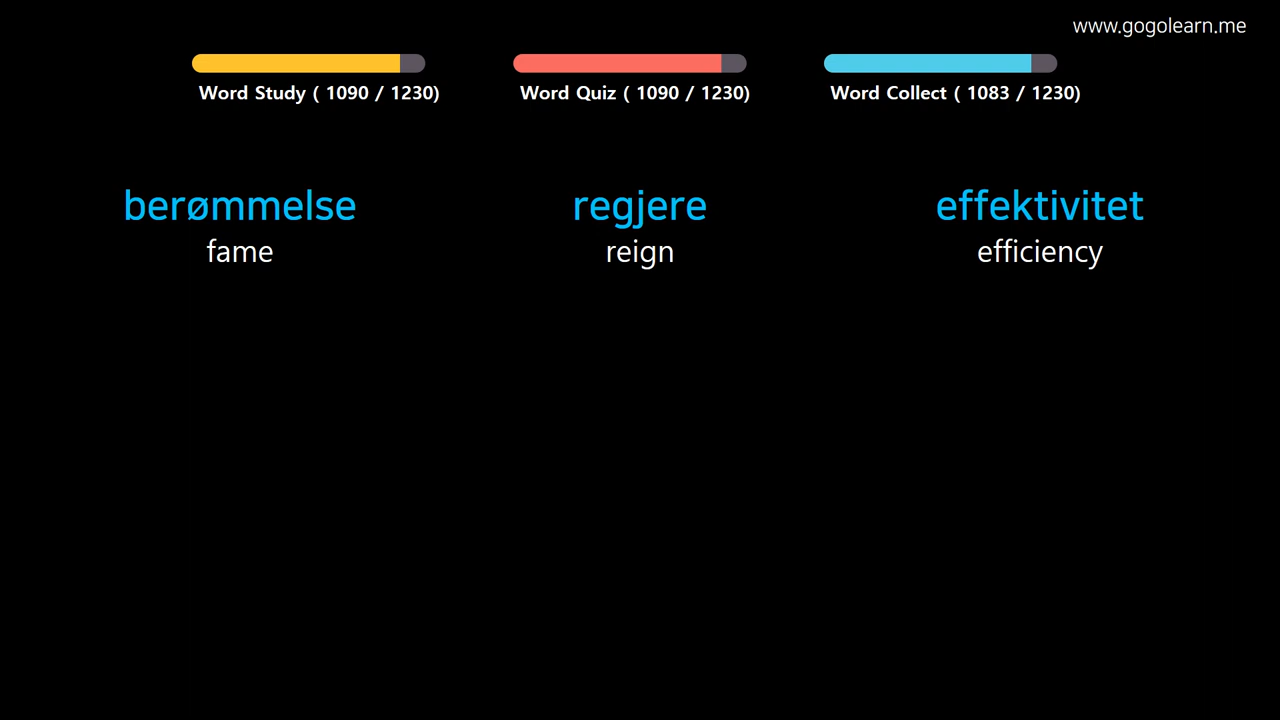 www.gogolearn.me
Word Study ( 1090 / 1230)
Word Quiz ( 1090 / 1230)
Word Collect ( 1083 / 1230)
berømmelse
fame
regjere
reign
effektivitet
efficiency